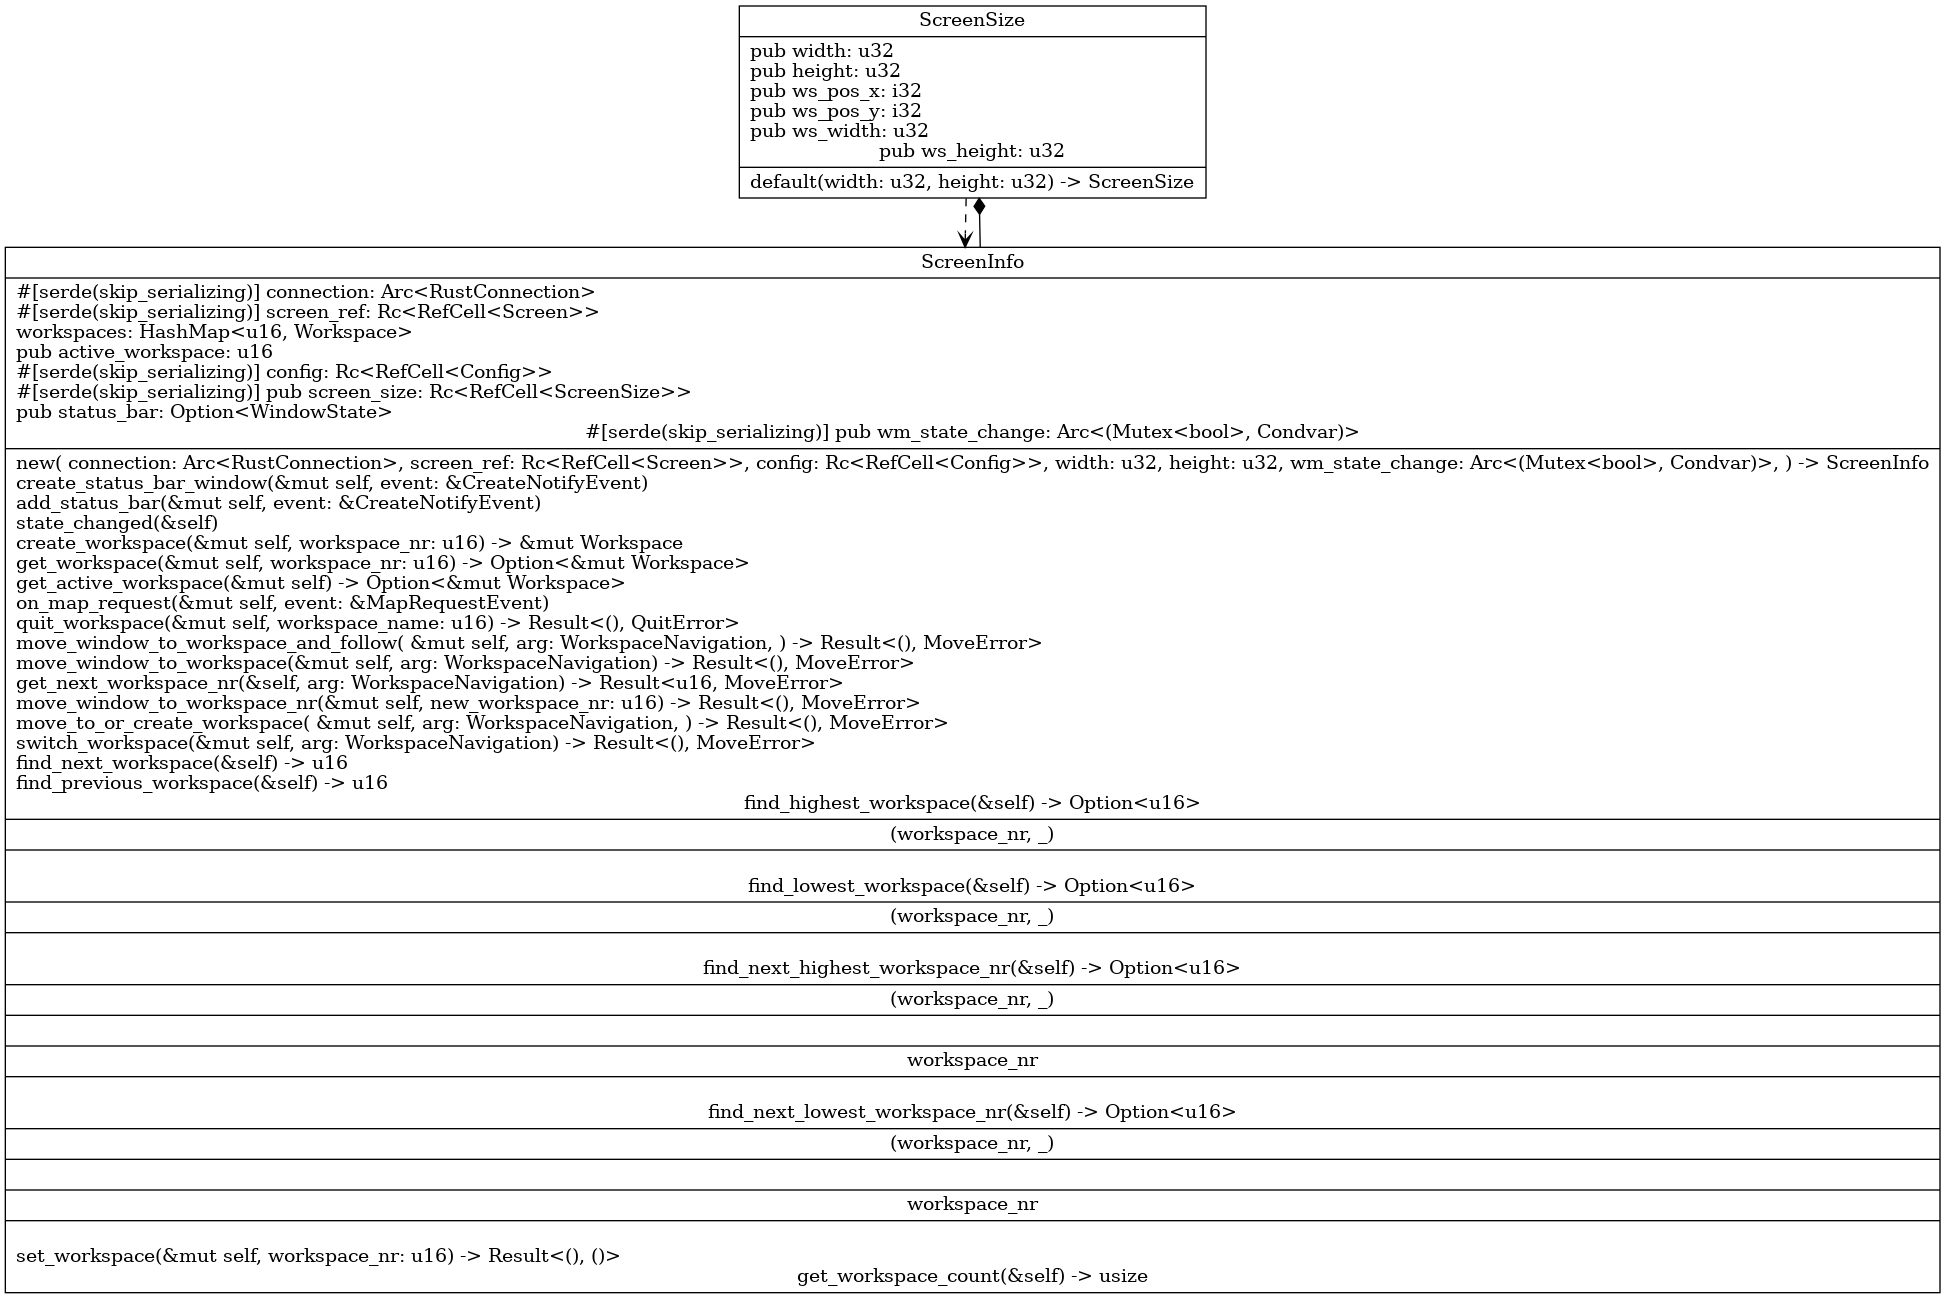 ScreenSize
pub width: u32
pub height: u32
pub ws_pos_x: i32
pub ws_pos_y: i32
pub ws_width: u32
pub ws_height: u32
default(width: u32, height: u32) -> ScreenSize
ScreenInfo
#[serde(skip_serializing)] connection: Arc<RustConnection>
#[serde(skip_serializing)] screen_ref: Rc<RefCell<Screen>>
workspaces: HashMap<u16, Workspace>
pub active_workspace: u16
#[serde(skip_serializing)] config: Rc<RefCell<Config>>
#[serde(skip_serializing)] pub screen_size: Rc<RefCell<ScreenSize>>
pub status_bar: Option<WindowState>
#[serde(skip_serializing)] pub wm_state_change: Arc<(Mutex<bool>, Condvar)>
new( connection: Arc<RustConnection>, screen_ref: Rc<RefCell<Screen>>, config: Rc<RefCell<Config>>, width: u32, height: u32, wm_state_change: Arc<(Mutex<bool>, Condvar)>, ) -> ScreenInfo
create_status_bar_window(&mut self, event: &CreateNotifyEvent)
add_status_bar(&mut self, event: &CreateNotifyEvent)
state_changed(&self)
create_workspace(&mut self, workspace_nr: u16) -> &mut Workspace
get_workspace(&mut self, workspace_nr: u16) -> Option<&mut Workspace>
get_active_workspace(&mut self) -> Option<&mut Workspace>
on_map_request(&mut self, event: &MapRequestEvent)
quit_workspace(&mut self, workspace_name: u16) -> Result<(), QuitError>
move_window_to_workspace_and_follow( &mut self, arg: WorkspaceNavigation, ) -> Result<(), MoveError>
move_window_to_workspace(&mut self, arg: WorkspaceNavigation) -> Result<(), MoveError>
get_next_workspace_nr(&self, arg: WorkspaceNavigation) -> Result<u16, MoveError>
move_window_to_workspace_nr(&mut self, new_workspace_nr: u16) -> Result<(), MoveError>
move_to_or_create_workspace( &mut self, arg: WorkspaceNavigation, ) -> Result<(), MoveError>
switch_workspace(&mut self, arg: WorkspaceNavigation) -> Result<(), MoveError>
find_next_workspace(&self) -> u16
find_previous_workspace(&self) -> u16
find_highest_workspace(&self) -> Option<u16>
(workspace_nr, _)
find_lowest_workspace(&self) -> Option<u16>
(workspace_nr, _)
find_next_highest_workspace_nr(&self) -> Option<u16>
(workspace_nr, _)
workspace_nr
find_next_lowest_workspace_nr(&self) -> Option<u16>
(workspace_nr, _)
workspace_nr
set_workspace(&mut self, workspace_nr: u16) -> Result<(), ()>
get_workspace_count(&self) -> usize